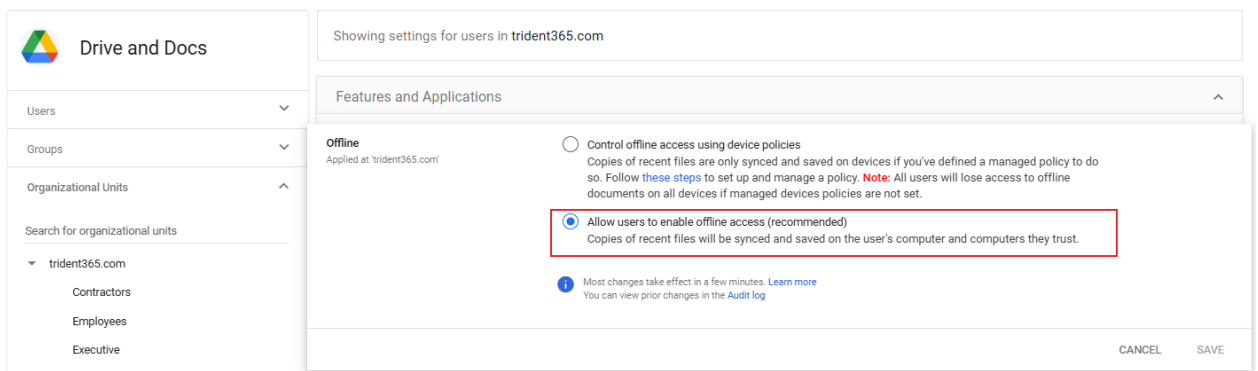 Drive and Docs
Users
Groups
Organizational Units
Search for organizational units
trident365.com
Contractors
Employees
Executive
Showing settings for users in trident365.com
Features and Applications
Offline
Applied at 'trident365.com'
Control offline access using device policies
Copies of recent files are only synced and saved on devices if you've defined a managed policy to do
so. Follow these steps to set up and manage a policy. Note: All users will lose access to offline
documents on all devices if managed devices policies are not set.
Allow users to enable offline access (recommended)
Copies of recent files will be synced and saved on the user's computer and computers they trust.
Most changes take effect in a few minutes. Learn more
You can view prior changes in the Audit log
CANCEL SAVE